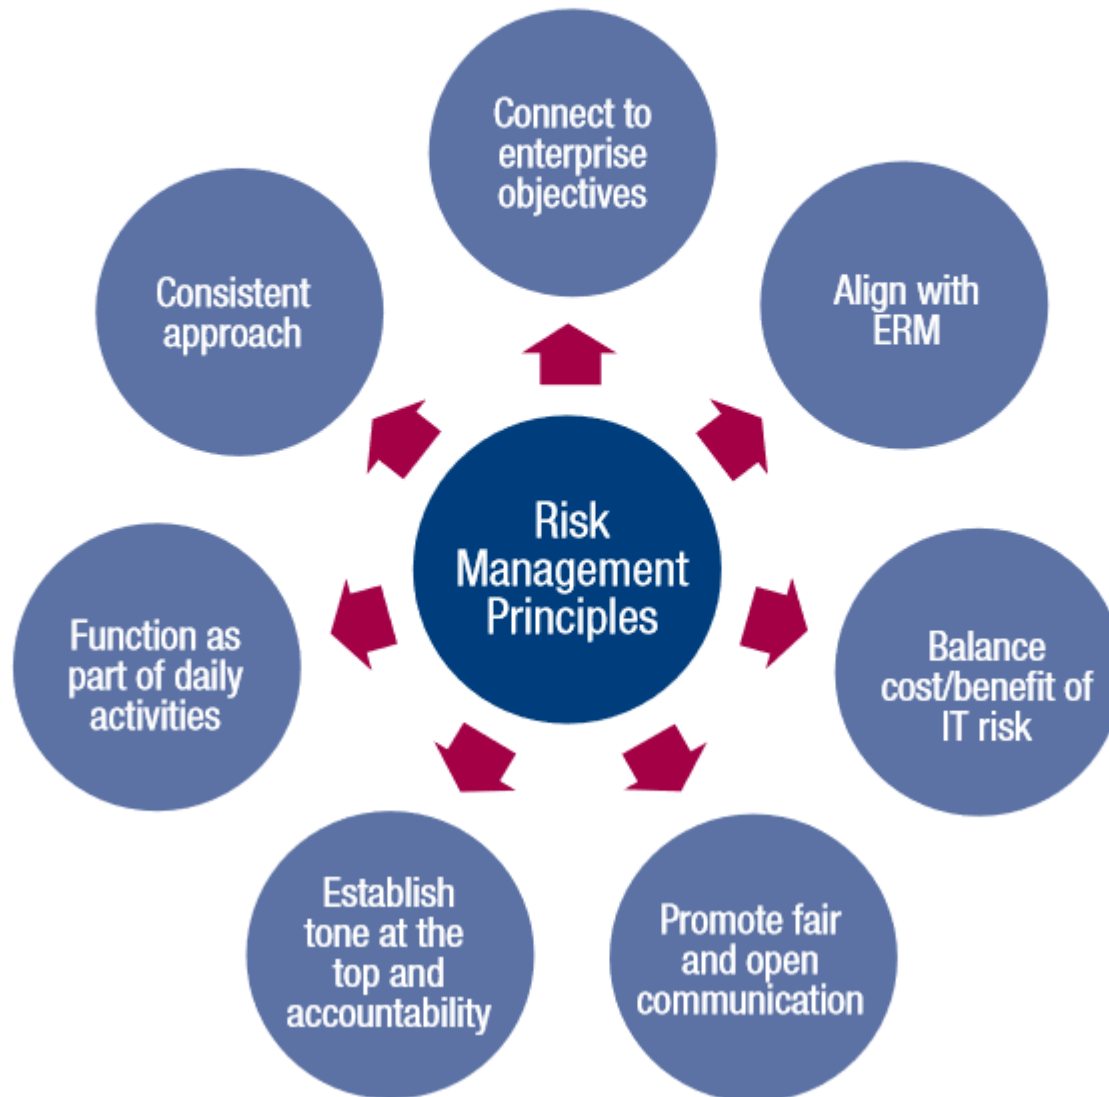 Connect to
enterprise
objectives
Align with
ERM
Balance
cost/benefit of
IT risk
Promote fair
and open
communication
Establish
tone at the
top and
accountability
Function as
part of daily
activities
Consistent
approach
Risk
Management
Principles